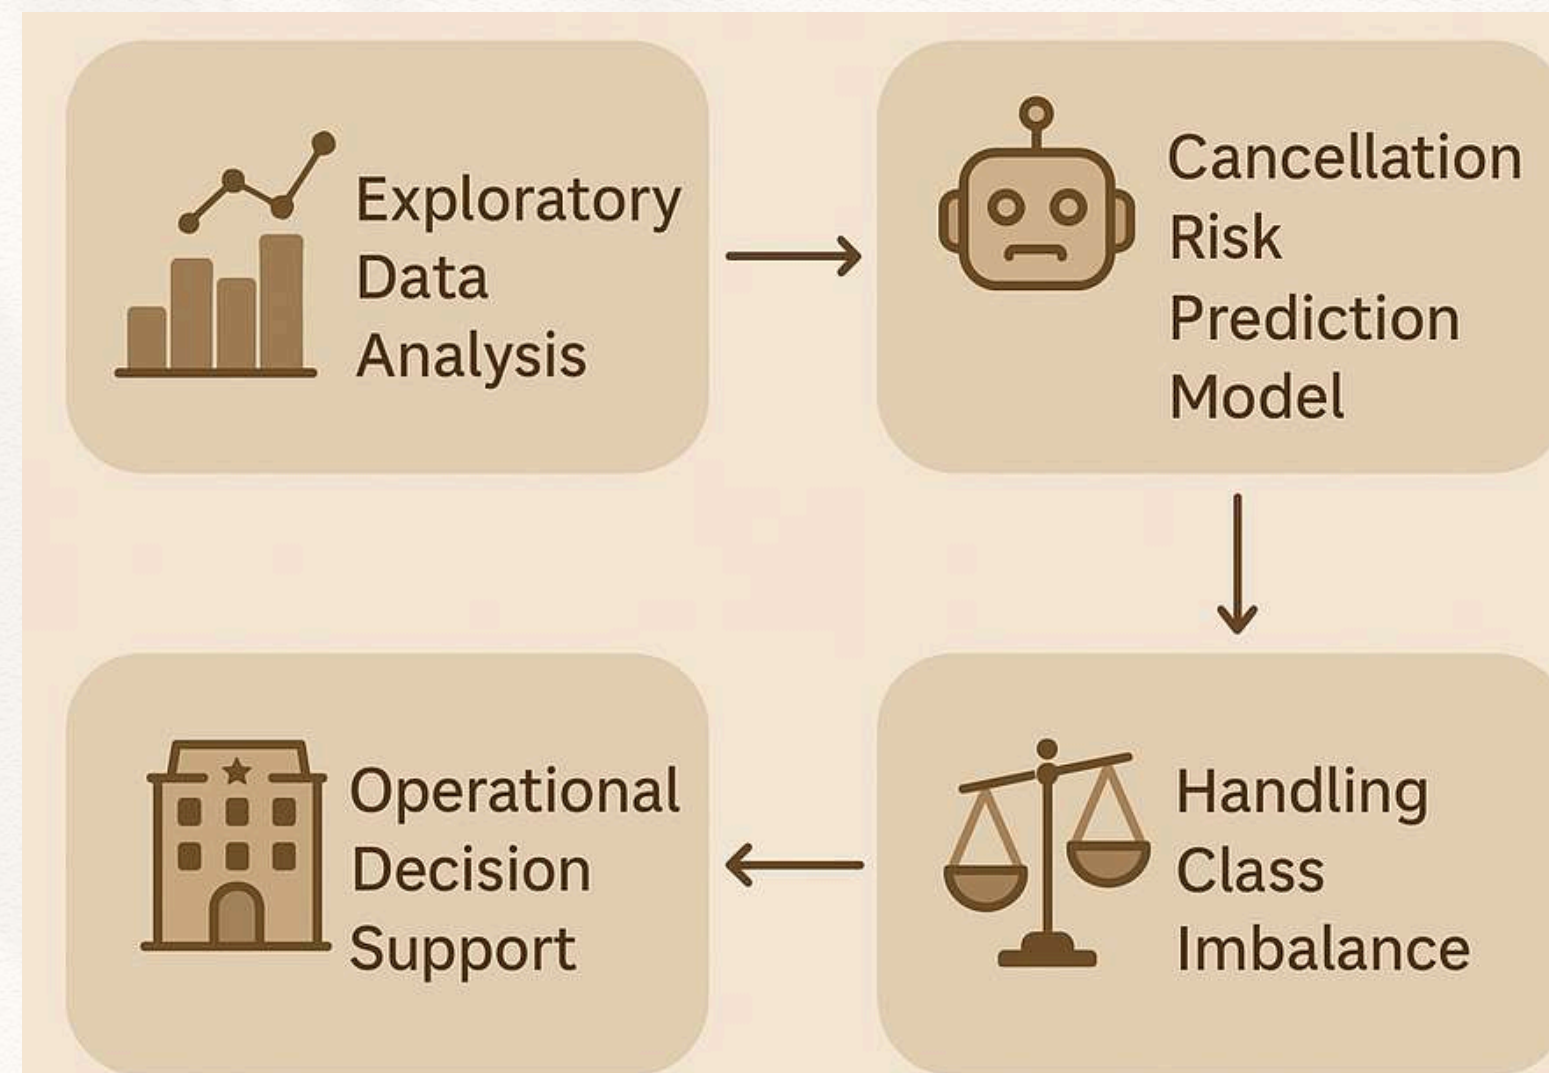 Exploratory
Data
Analysis
Cancellation
Risk
Prediction
Model
Operational
Decision
Support
Handling
Class
Imbalance